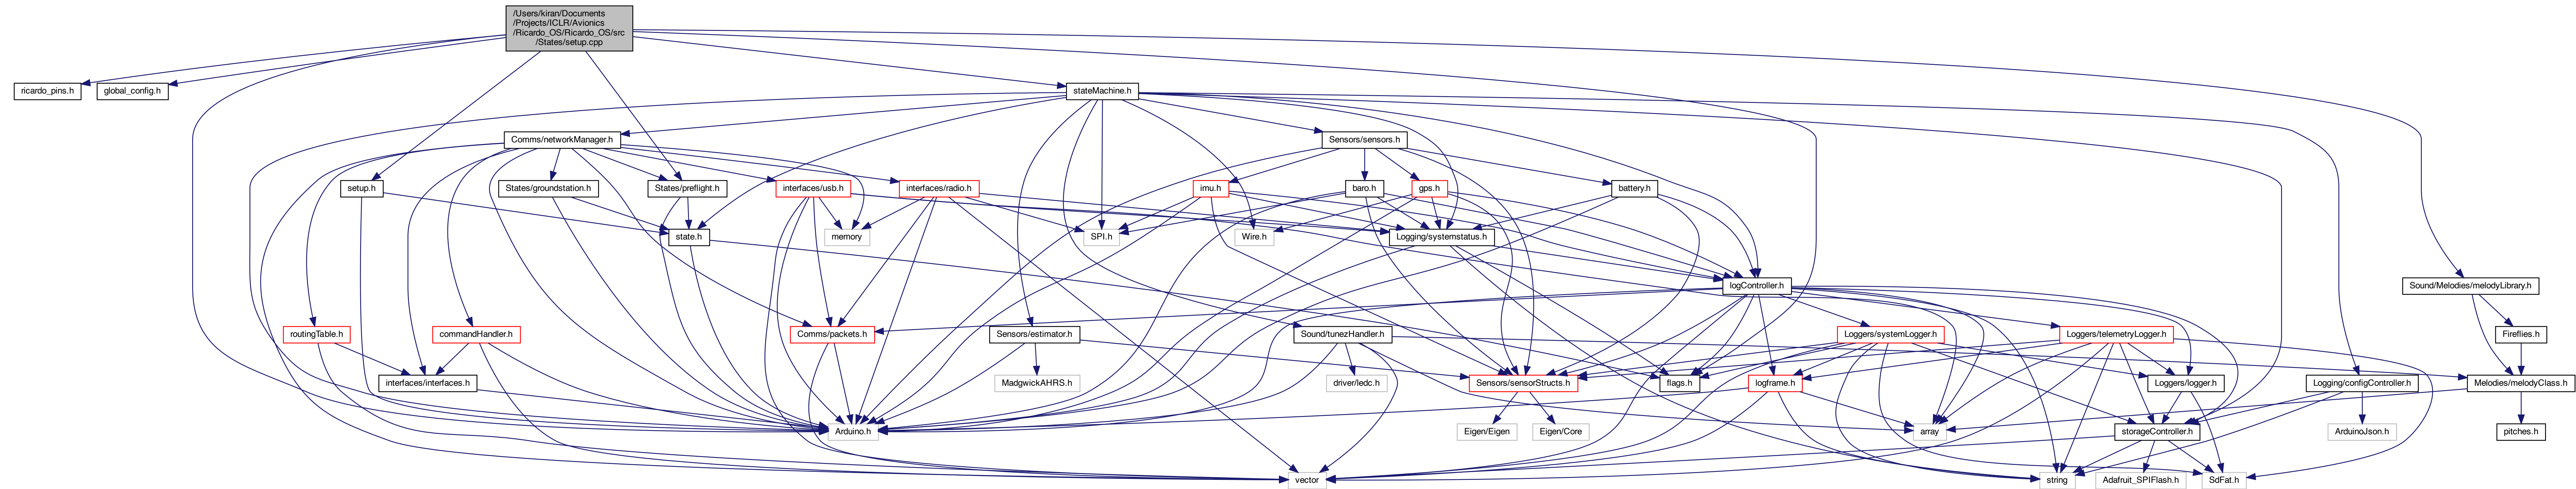 /Users/kiran/Documents
/Projects/ICLR/Avionics
/Ricardo_OS/Ricardo_OS/src
/States/setup.cpp
ricardo_pins.h
global_config.h
stateMachine.h
Comms/networkManager.h
Sensors/sensors.h
setup.h
States/groundstation.h
States/preflight.h
interfaces/usb.h
interfaces/radio.h
imu.h
baro.h
gps.h
battery.h
state.h
memory
SPI.h
Wire.h
Logging/systemstatus.h
logController.h
Sound/Melodies/melodyLibrary.h
routingTable.h
commandHandler.h
Comms/packets.h
Sensors/estimator.h
Sound/tunezHandler.h
Loggers/systemLogger.h
Loggers/telemetryLogger.h
Fireflies.h
interfaces/interfaces.h
MadgwickAHRS.h
driver/ledc.h
Sensors/sensorStructs.h
flags.h
logframe.h
Loggers/logger.h
Logging/configController.h
Melodies/melodyClass.h
Arduino.h
Eigen/Eigen
Eigen/Core
array
storageController.h
ArduinoJson.h
pitches.h
vector
string
Adafruit_SPIFlash.h
SdFat.h